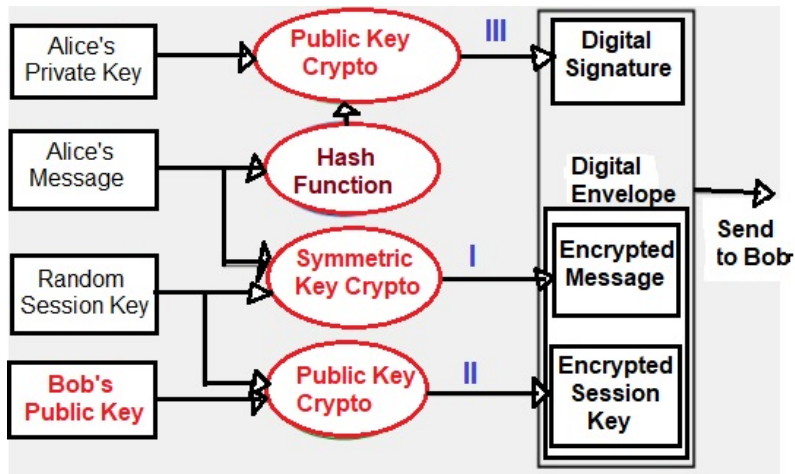 Alice's
Private Key
Public Key
Crypto
III
Digital
Signature
Alice's
Message
Hash
Function
Digital
Envelope
Send
to Bob
Random
Session Key
Symmetric
Key Crypto
I
Encrypted
Message
Bob's
Public Key
Public Key
Crypto
II
Encrypted
Session
Key